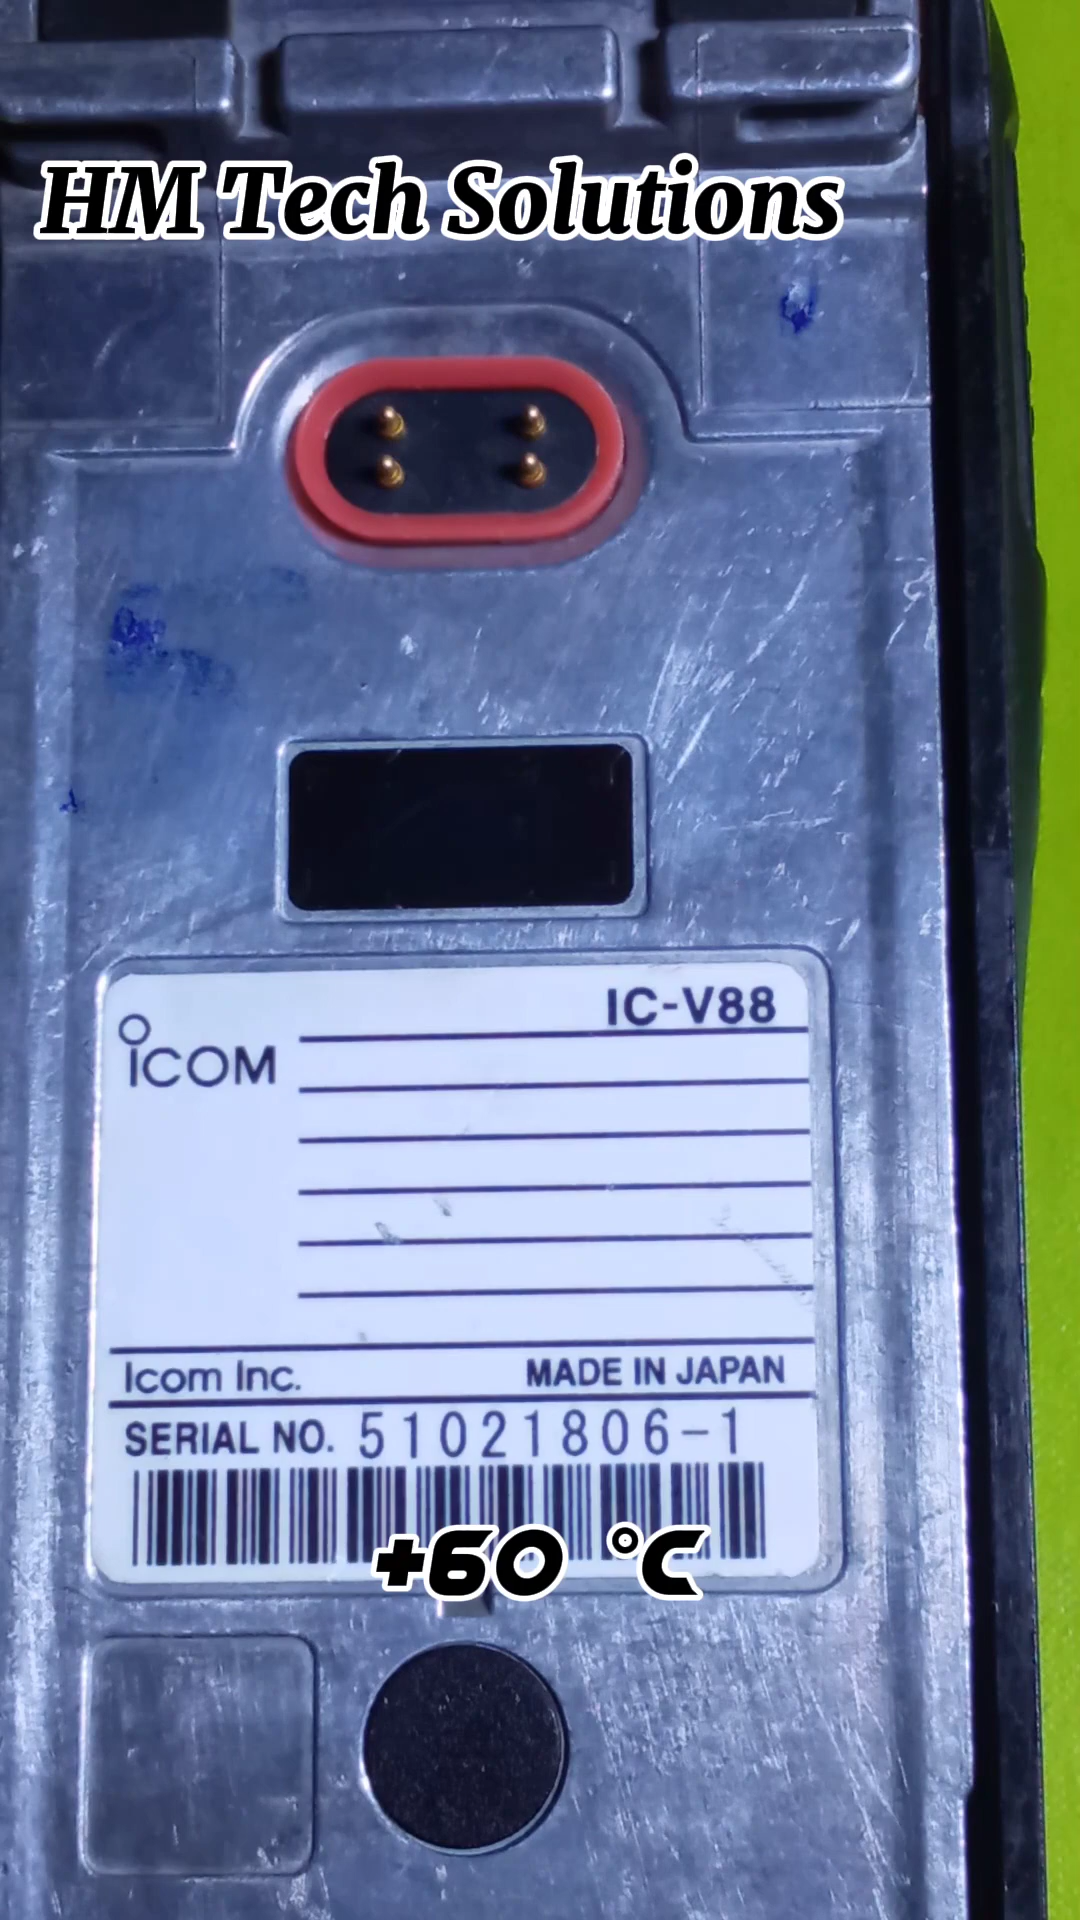 HM Tech Solutions
IC-V88
ICOM
Icom Inc. MADE IN JAPAN
SERIAL NO. 51021806-1
+60 °C